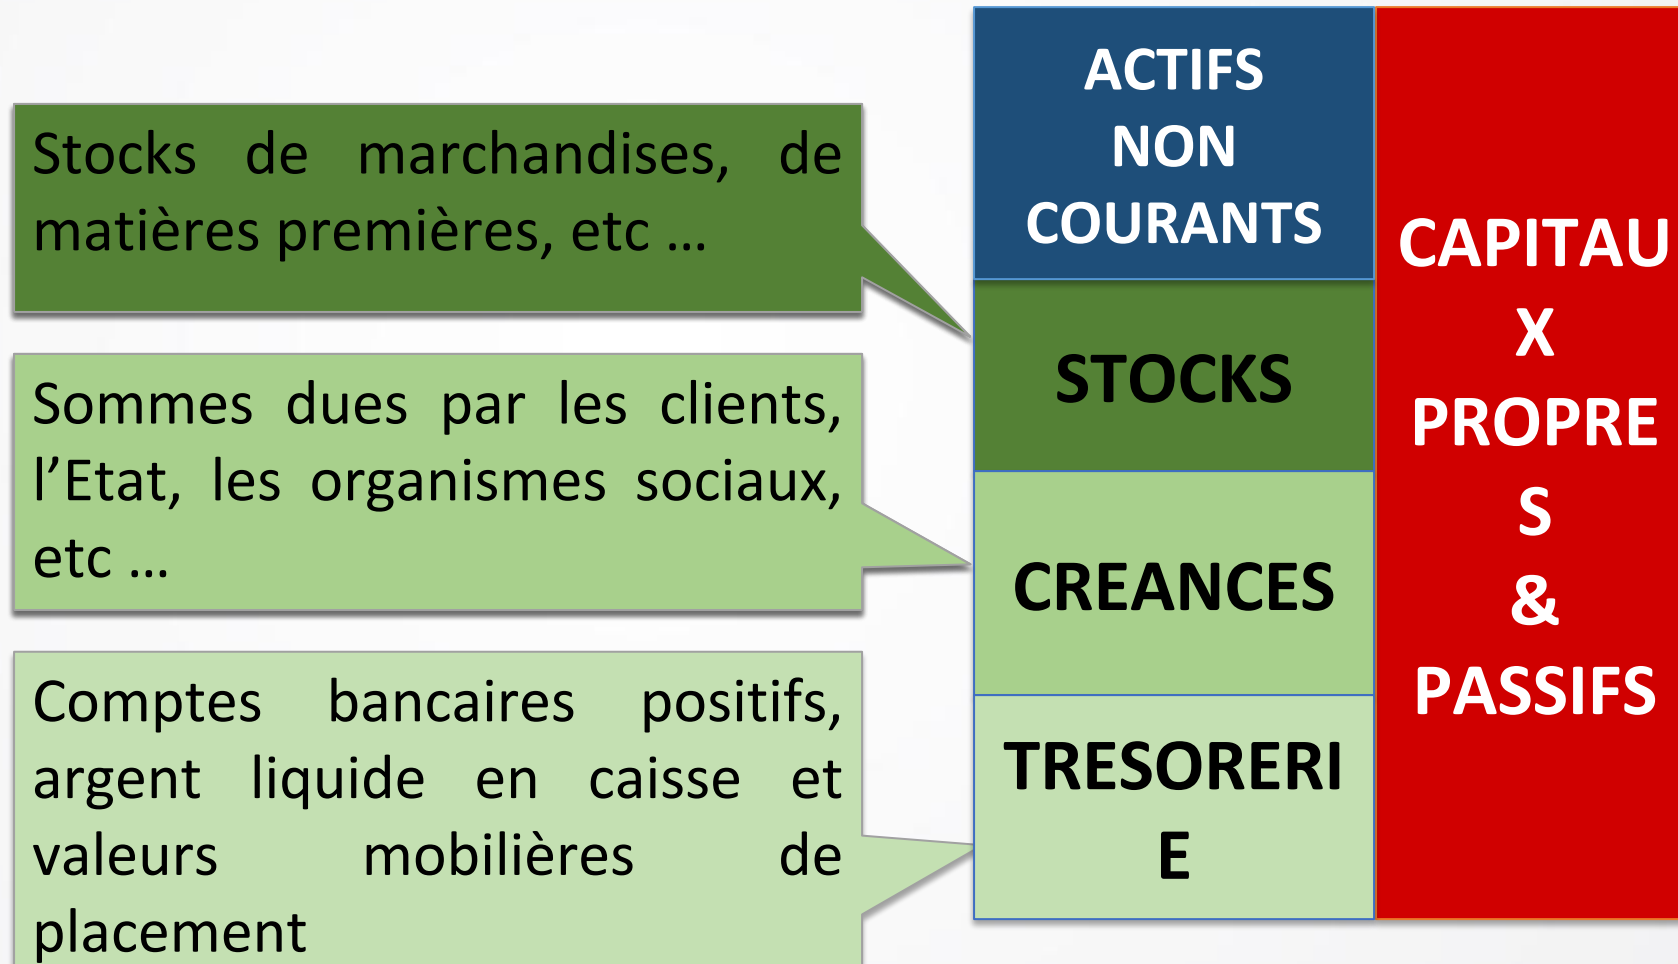 Stocks de marchandises, de
matières premières, etc ...
Sommes dues par les clients,
l’Etat, les organismes sociaux,
etc ...
Comptes bancaires positifs,
argent liquide en caisse et
valeurs mobilières de
placement
ACTIFS
NON
COURANTS
STOCKS
CREANCES
TRESORERI
E
CAPITAU
X
PROPRE
S
&
PASSIFS